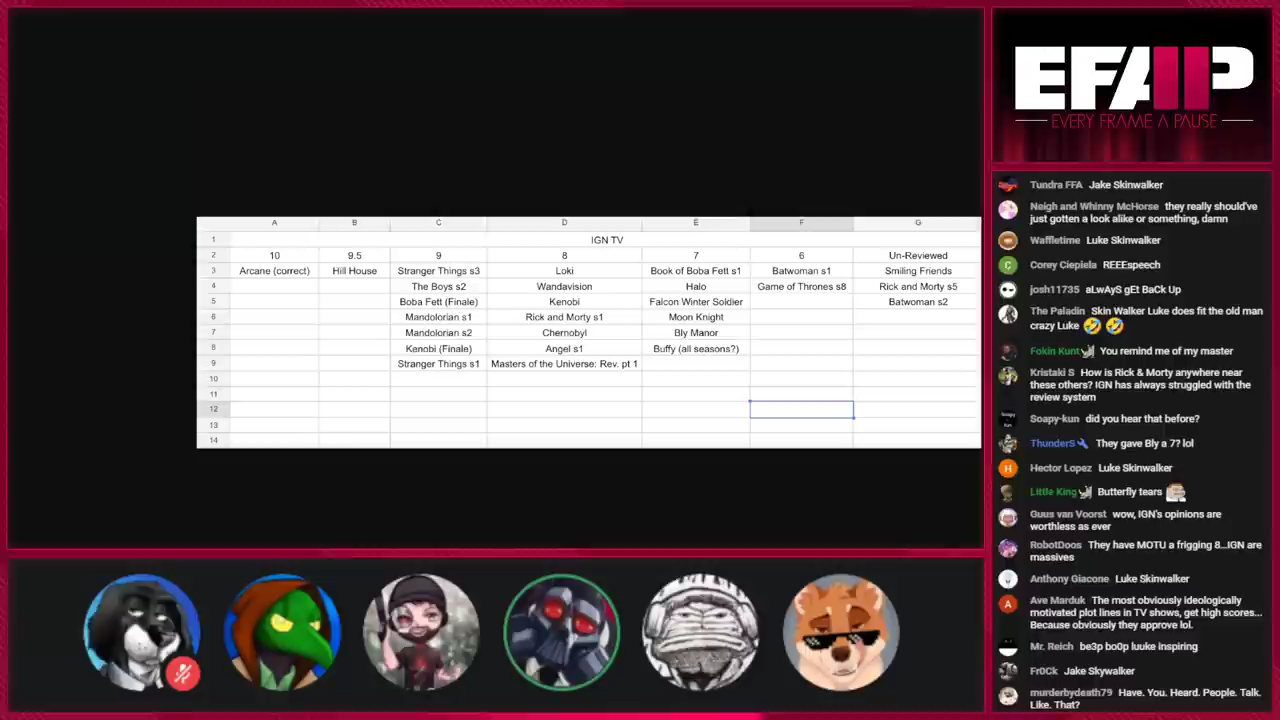 EFAP
EVERY FRAME A PAUSE
A B C D E F G
1 IGN TV
2 10 9.5 9 8 7 6 Un-Reviewed
3 Arcane (correct) Hill House Stranger Things s3 Loki Book of Boba Fett s1 Batwoman s1 Smiling Friends
4 The Boys s2 Wandavision Halo Game of Thrones s8 Rick and Morty s5
5 Boba Fett (Finale) Kenobi Falcon Winter Soldier Batwoman s2
6 Mandolorian s1 Rick and Morty s1 Moon Knight
7 Mandolorian s2 Chernobyl Bly Manor
8 Kenobi (Finale) Angel s1 Buffy (all seasons?)
9 Stranger Things s1 Masters of the Universe: Rev. pt 1
10
11
12
13
14
Tundra FFA Jake Skinwalker
Neigh and Whinny McHorse they really should've
just gotten a look alike or something, damn
Waffletime Luke Skinwalker
Corey Ciepiela REEEspeech
josh11735 aLwAyS gEt BaCk Up
The Paladin Skin Walker Luke does fit the old man
crazy Luke
Fokin Kunt You remind me of my master
Kristaki S How is Rick & Morty anywhere near
these others? IGN has always struggled with the
review system
Soapy-kun did you hear that before?
ThunderS They gave Bly a 7? lol
H Hector Lopez Luke Skinwalker
Little King Butterfly tears
Guus van Voorst wow, IGN's opinions are
worthless as ever
RobotDoos They have MOTU a frigging 8...IGN are
massives
Anthony Giacone Luke Skinwalker
A Ave Marduk The most obviously ideologically
motivated plot lines in TV shows, get high scores...
Because obviously they approve lol.
Mr. Reich be3p bo0p luuke inspiring
Fr0Ck Jake Skywalker
murderbydeath79 Have. You. Heard. People. Talk.
Like. That?